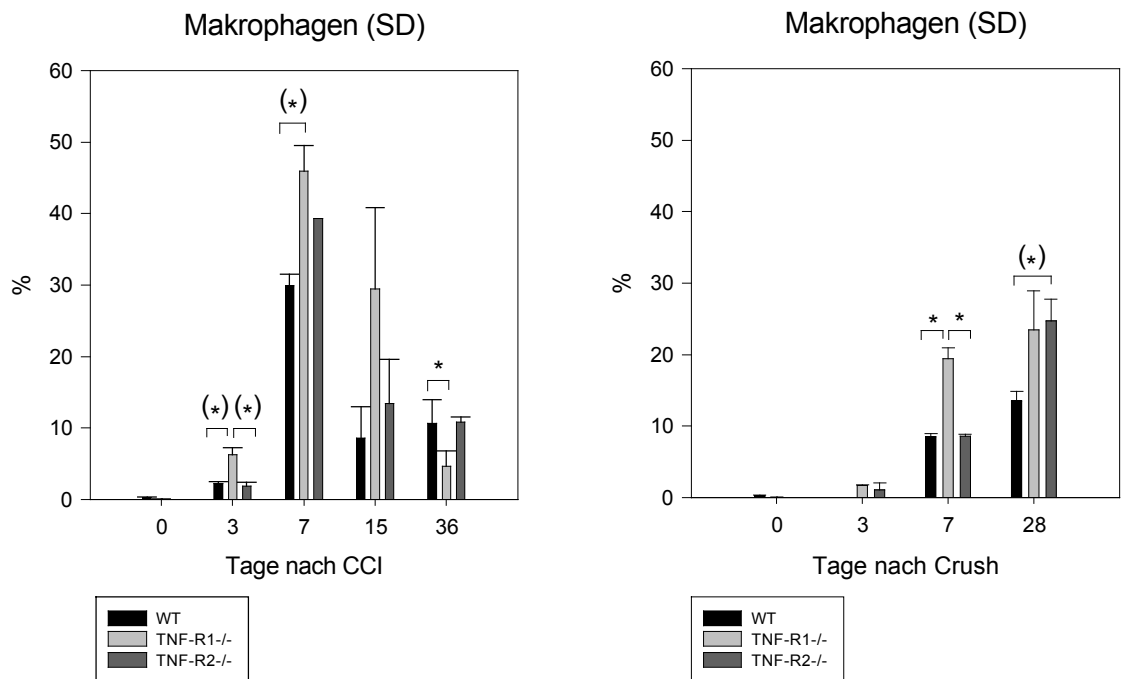 Makrophagen (SD)
60
50
40
30
20
10
0
%
(*)
(*) (*)
*
0 3 7 15 36
Tage nach CCI
WT
TNF-R1-/-
TNF-R2-/-
Makrophagen (SD)
60
50
40
30
20
10
0
%
(*)
* *
0 3 7 28
Tage nach Crush
WT
TNF-R1-/-
TNF-R2-/-